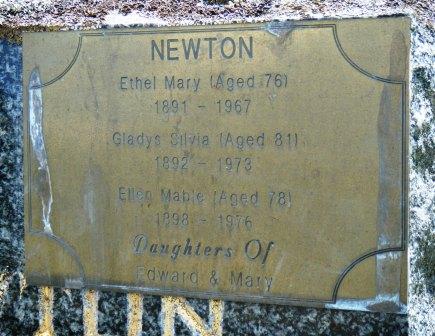 NEWTON
Ethel Mary (Aged 76)
1891 - 1967
Gladys Silvia (Aged 81)
1892 - 1973
Ellen Mable (Aged 78)
1898 - 1976
Daughters Of
Edward & Mary